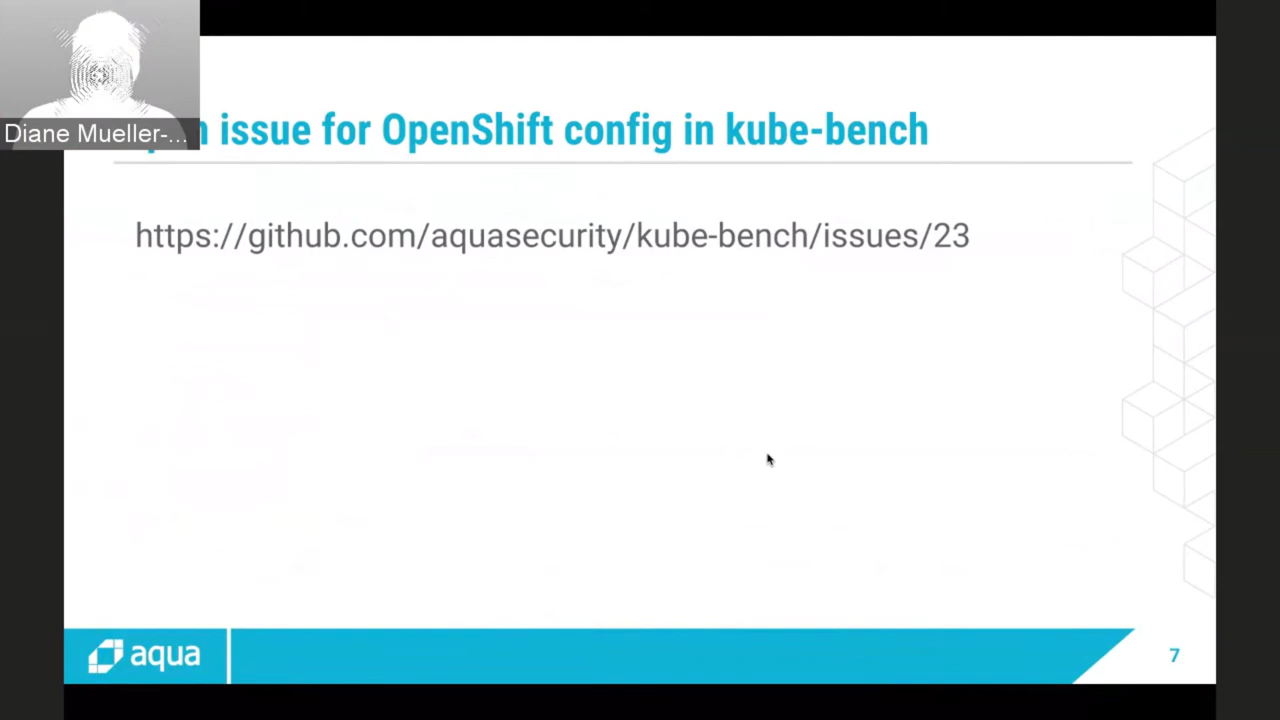 Diane Mueller-...
issue for OpenShift config in kube-bench
https://github.com/aquasecurity/kube-bench/issues/23
aqua
7